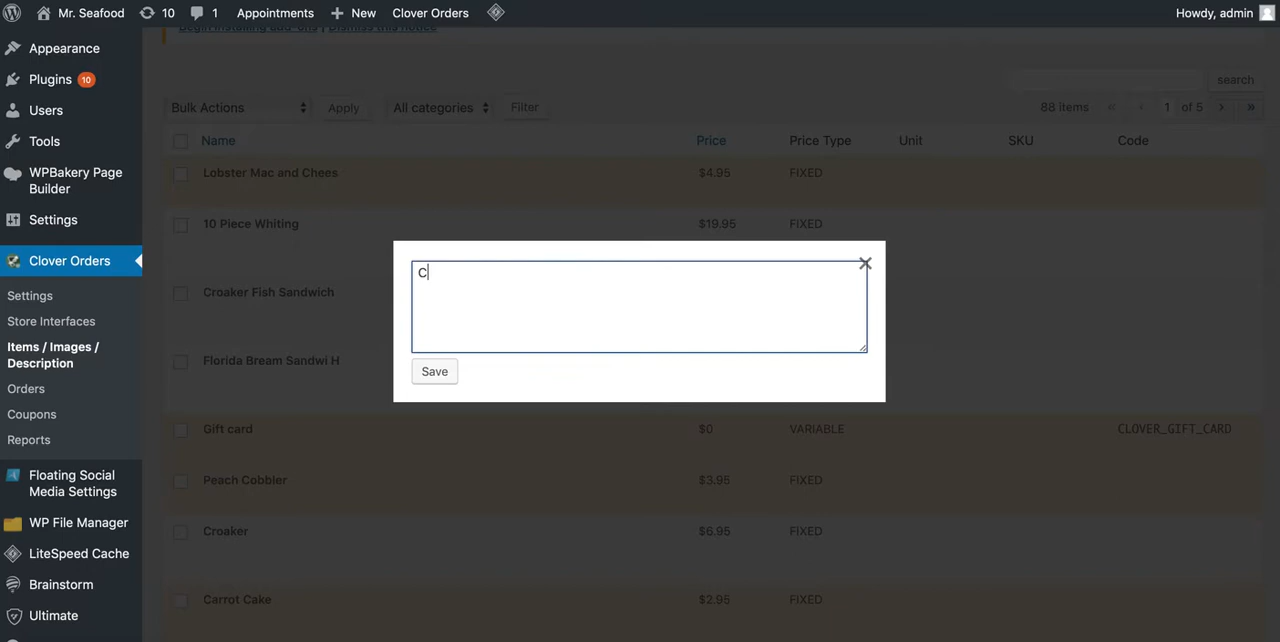 Mr. Seafood 10 1 Appointments New Clover Orders Howdy, admin
Begin installing add-ons | Dismiss this notice
Appearance
Plugins 10
Users
Tools
WPBakery Page
Builder
Settings
Clover Orders
Settings
Store Interfaces
Items / Images /
Description
Orders
Coupons
Reports
Floating Social
Media Settings
WP File Manager
LiteSpeed Cache
Brainstorm
Ultimate
search
Bulk Actions Apply All categories Filter 88 items « ‹ 1 of 5 › »
Name Price Price Type Unit SKU Code
Lobster Mac and Chees $4.95 FIXED
10 Piece Whiting $19.95 FIXED
Croaker Fish Sandwich
Florida Bream Sandwi H
Gift card $0 VARIABLE CLOVER_GIFT_CARD
Peach Cobbler $3.95 FIXED
Croaker $6.95 FIXED
Carrot Cake $2.95 FIXED
C
Save